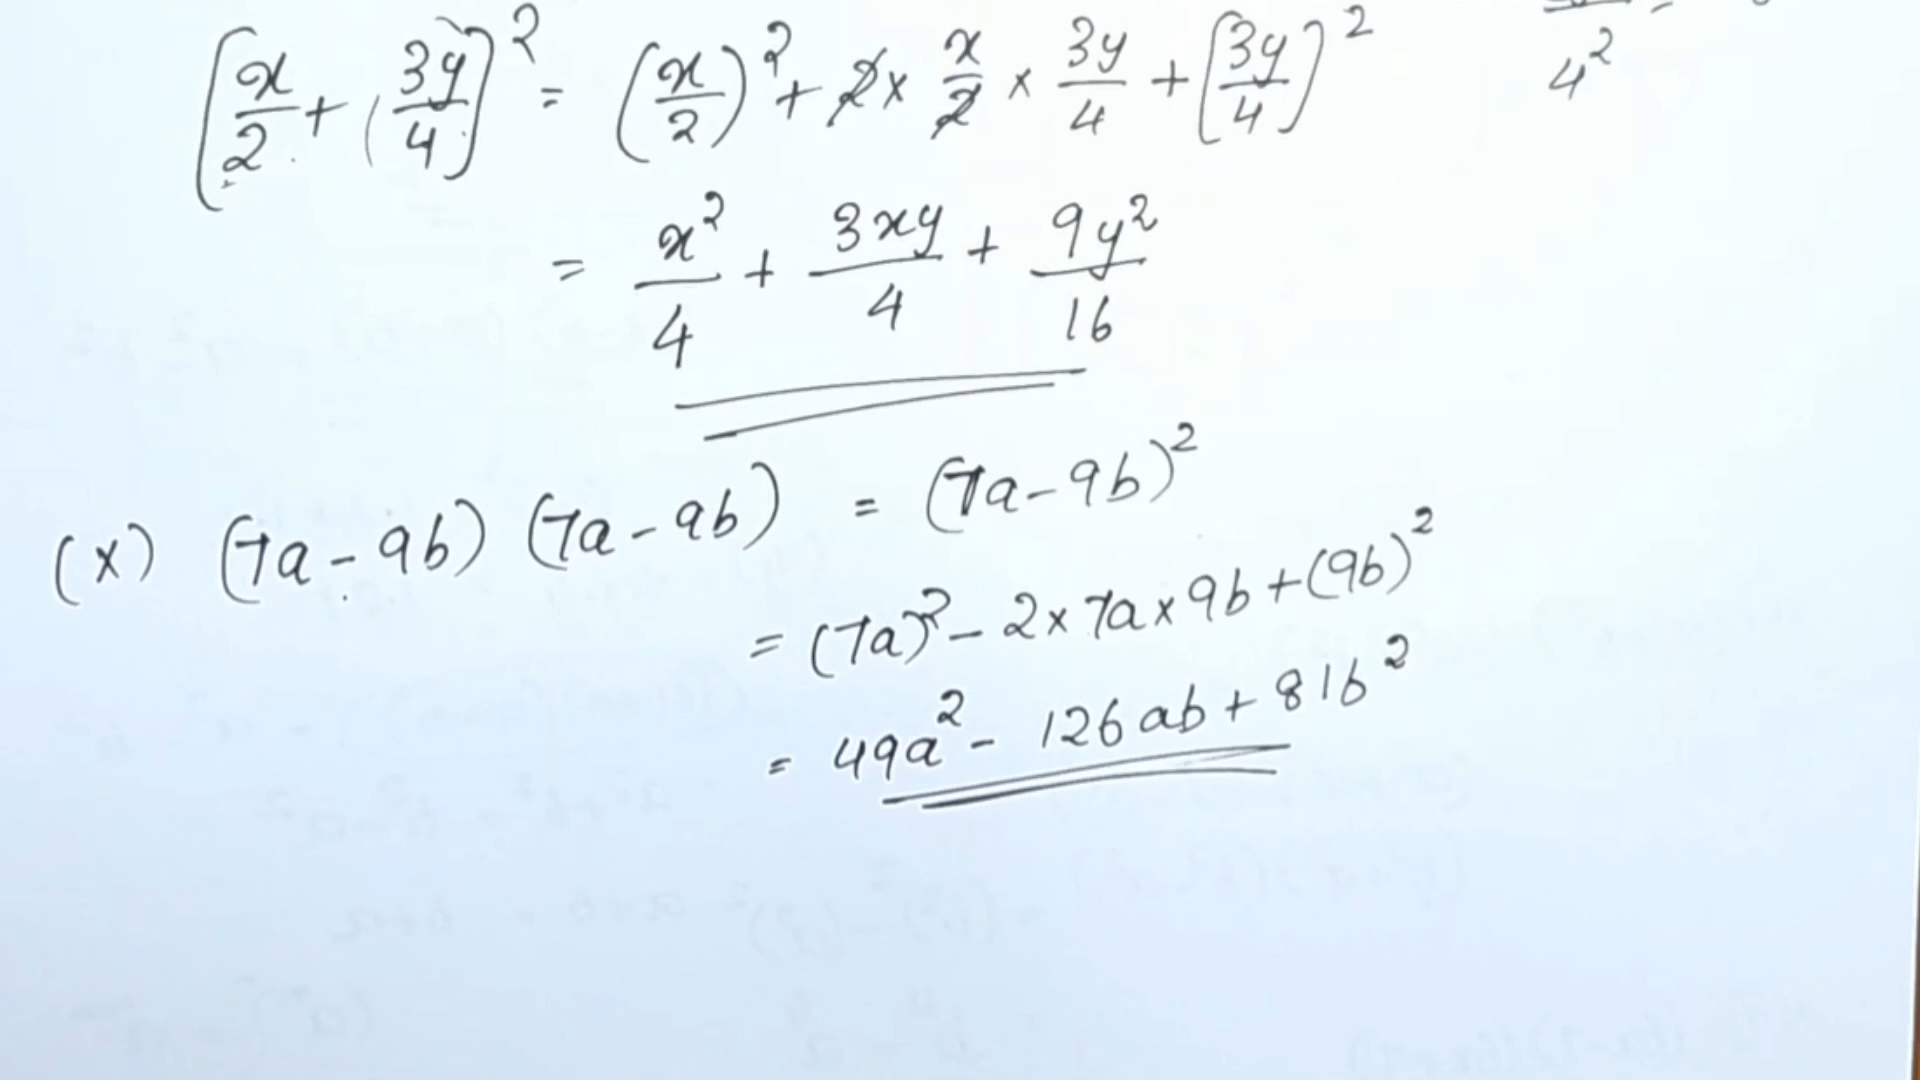 [x/2 + (3y/4]² = (x/2)² + 2 × x/2 × 3y/4 + [3y/4]²
4²
= x²/4 + 3xy/4 + 9y²/16
(x) (7a - 9b) (7a - 9b) = (7a - 9b)²
= (7a)² - 2 × 7a × 9b + (9b)²
= 49a² - 126ab + 81b²